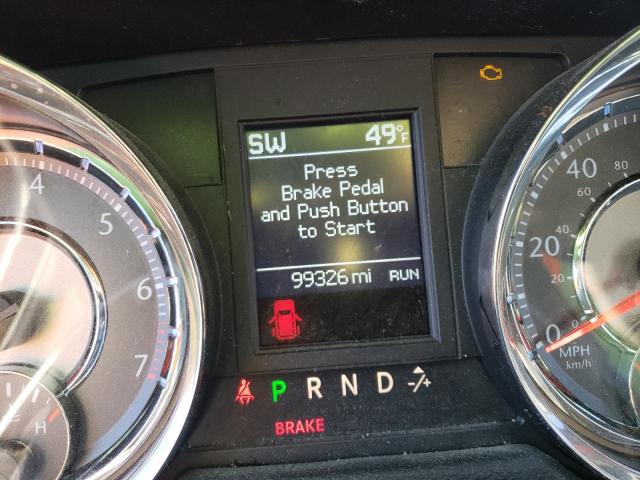 SW 49°F
Press
Brake Pedal
and Push Button
to Start
99326 mi RUN
P R N D -/+
BRAKE
4
5
6
7
H
40
20
0
80
60
40
20
0
MPH
km/h